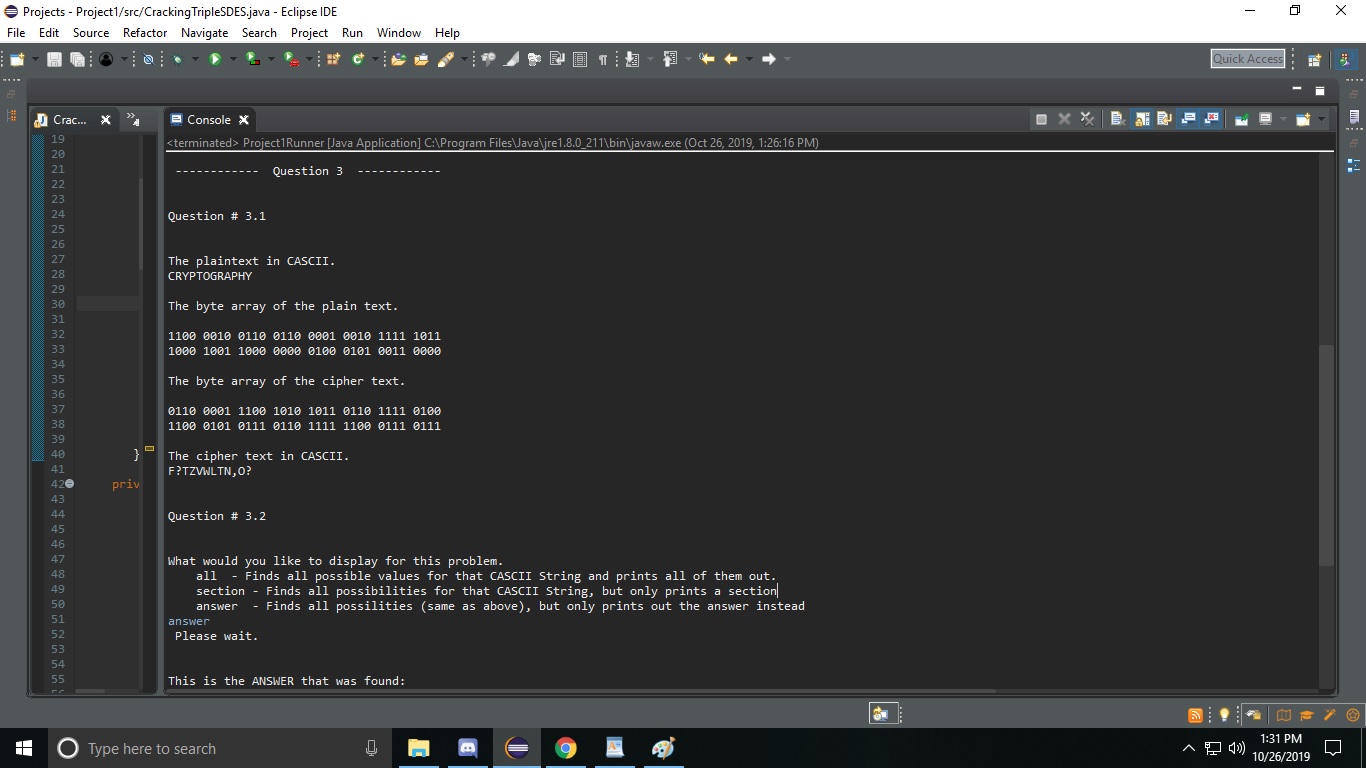 Projects - Project1/src/CrackingTripleSDES.java - Eclipse IDE
File Edit Source Refactor Navigate Search Project Run Window Help
Quick Access
Crac...
4
Console
<terminated> Project1Runner [Java Application] C:\Program Files\Java\jre1.8.0_211\bin\javaw.exe (Oct 26, 2019, 1:26:16 PM)
19
20
21
22
23
24
25
26
27
28
29
30
31
32
33
34
35
36
37
38
39
40 }
41
42 priv
43
44
45
46
47
48
49
50
51
52
53
54
55
56
------------ Question 3 ------------
Question # 3.1
The plaintext in CASCII.
CRYPTOGRAPHY
The byte array of the plain text.
1100 0010 0110 0110 0001 0010 1111 1011
1000 1001 1000 0000 0100 0101 0011 0000
The byte array of the cipher text.
0110 0001 1100 1010 1011 0110 1111 0100
1100 0101 0111 0110 1111 1100 0111 0111
The cipher text in CASCII.
F?TZVWLTN,O?
Question # 3.2
What would you like to display for this problem.
all - Finds all possible values for that CASCII String and prints all of them out.
section - Finds all possibilities for that CASCII String, but only prints a section
answer - Finds all possilities (same as above), but only prints out the answer instead
answer
Please wait.
This is the ANSWER that was found:
Type here to search
1:31 PM
10/26/2019